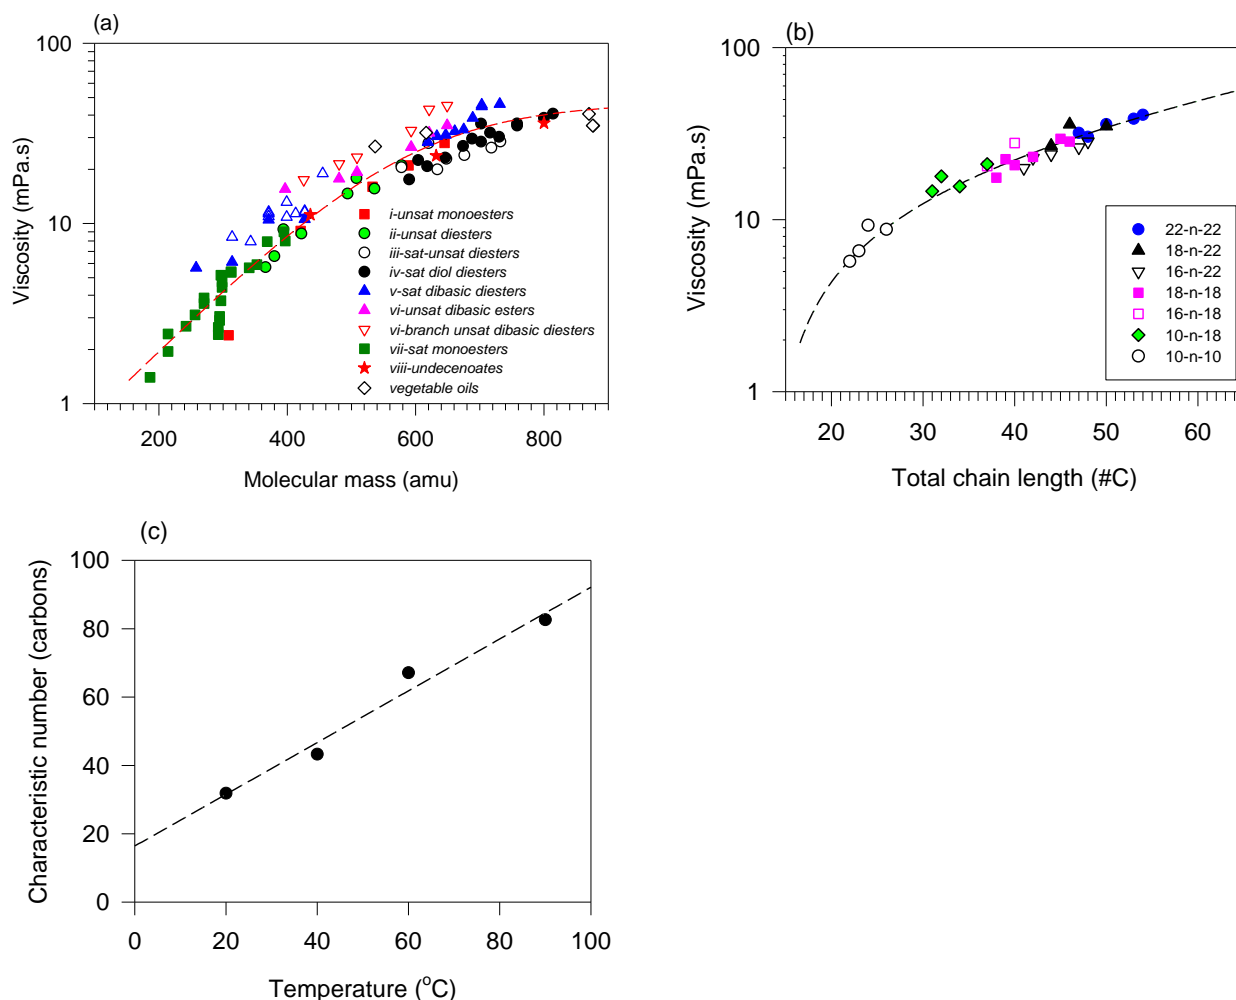 (a)
100
10
1
Viscosity (mPa.s)
i-unsat monoesters
ii-unsat diesters
iii-sat-unsat diesters
iv-sat diol diesters
v-sat dibasic diesters
vi-unsat dibasic esters
vi-branch unsat dibasic diesters
vii-sat monoesters
viii-undecenoates
vegetable oils
200 400 600 800
Molecular mass (amu)
(b)
100
10
1
Viscosity (mPa.s)
22-n-22
18-n-22
16-n-22
18-n-18
16-n-18
10-n-18
10-n-10
20 30 40 50 60
Total chain length (#C)
(c)
100
80
60
40
20
0
Characteristic number (carbons)
0 20 40 60 80 100
Temperature (oC)